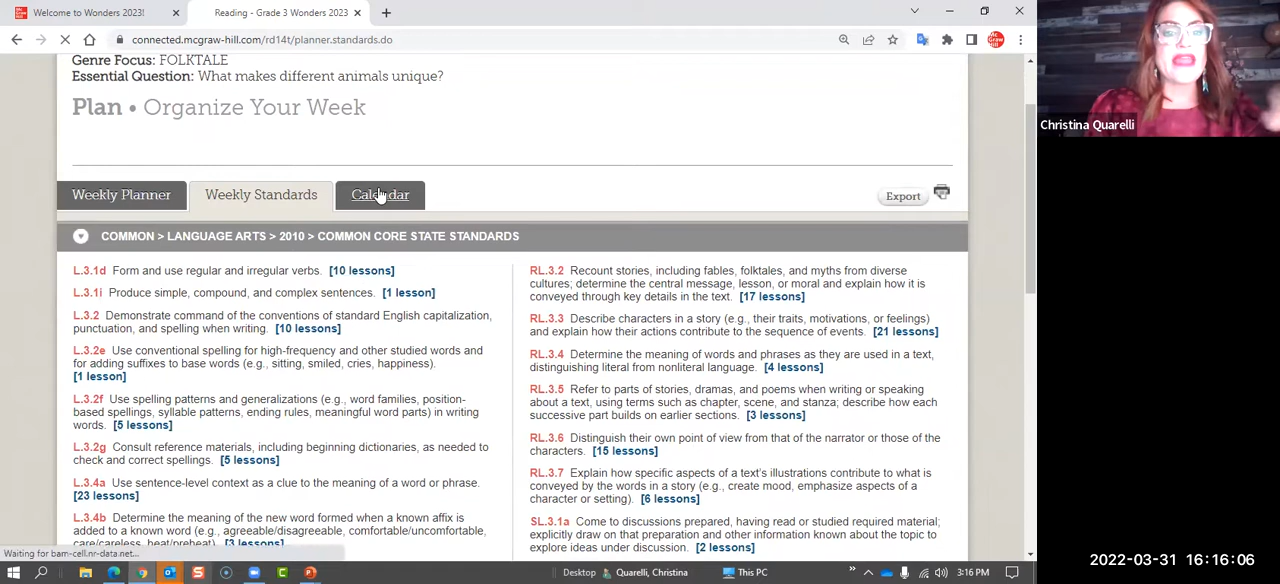 Welcome to Wonders 2023!
Reading - Grade 3 Wonders 2023!
connected.mcgraw-hill.com/rd14t/planner.standards.do
Christina Quarelli
Genre Focus: FOLKTALE
Essential Question: What makes different animals unique?
Plan • Organize Your Week
Weekly Planner
Weekly Standards
Calendar
Export
COMMON > LANGUAGE ARTS > 2010 > COMMON CORE STATE STANDARDS
L.3.1d Form and use regular and irregular verbs. [10 lessons]
L.3.1i Produce simple, compound, and complex sentences. [1 lesson]
L.3.2 Demonstrate command of the conventions of standard English capitalization,
punctuation, and spelling when writing. [10 lessons]
L.3.2e Use conventional spelling for high-frequency and other studied words and
for adding suffixes to base words (e.g., sitting, smiled, cries, happiness).
[1 lesson]
L.3.2f Use spelling patterns and generalizations (e.g., word families, position-
based spellings, syllable patterns, ending rules, meaningful word parts) in writing
words. [5 lessons]
L.3.2g Consult reference materials, including beginning dictionaries, as needed to
check and correct spellings. [5 lessons]
L.3.4a Use sentence-level context as a clue to the meaning of a word or phrase.
[23 lessons]
L.3.4b Determine the meaning of the new word formed when a known affix is
added to a known word (e.g., agreeable/disagreeable, comfortable/uncomfortable,
care/careless, heat/preheat). [3 lessons]
RL.3.2 Recount stories, including fables, folktales, and myths from diverse
cultures; determine the central message, lesson, or moral and explain how it is
conveyed through key details in the text. [17 lessons]
RL.3.3 Describe characters in a story (e.g., their traits, motivations, or feelings)
and explain how their actions contribute to the sequence of events. [21 lessons]
RL.3.4 Determine the meaning of words and phrases as they are used in a text,
distinguishing literal from nonliteral language. [4 lessons]
RL.3.5 Refer to parts of stories, dramas, and poems when writing or speaking
about a text, using terms such as chapter, scene, and stanza; describe how each
successive part builds on earlier sections. [3 lessons]
RL.3.6 Distinguish their own point of view from that of the narrator or those of the
characters. [15 lessons]
RL.3.7 Explain how specific aspects of a text's illustrations contribute to what is
conveyed by the words in a story (e.g., create mood, emphasize aspects of a
character or setting). [6 lessons]
SL.3.1a Come to discussions prepared, having read or studied required material;
explicitly draw on that preparation and other information known about the topic to
explore ideas under discussion. [2 lessons]
Waiting for bam-cell.nr-data.net...
Desktop
Quarelli, Christina
This PC
3:16 PM
2022-03-31 16:16:06